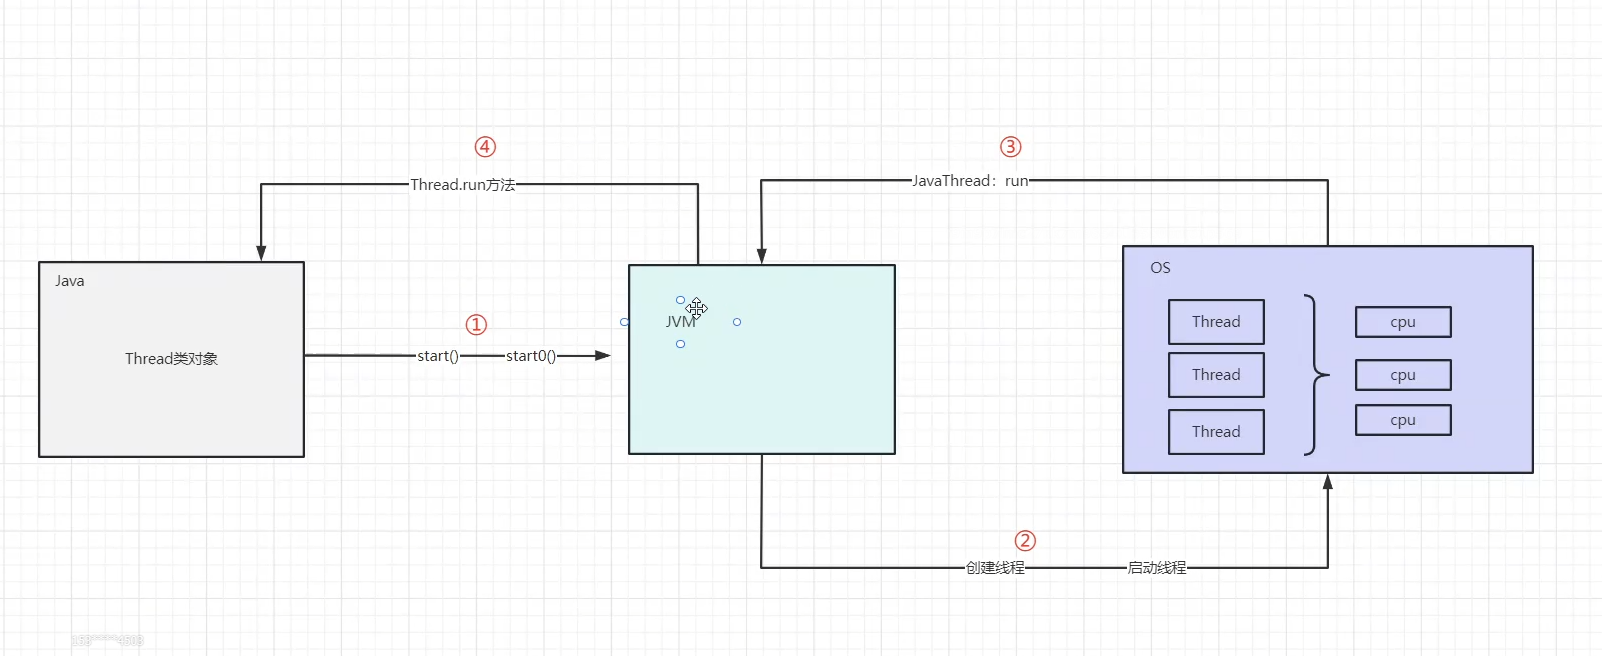 ④
③
Thread.run方法
JavaThread：run
Java
OS
①
JVM
Thread
cpu
Thread类对象
start()
start0()
Thread
cpu
Thread
cpu
②
创建线程
启动线程